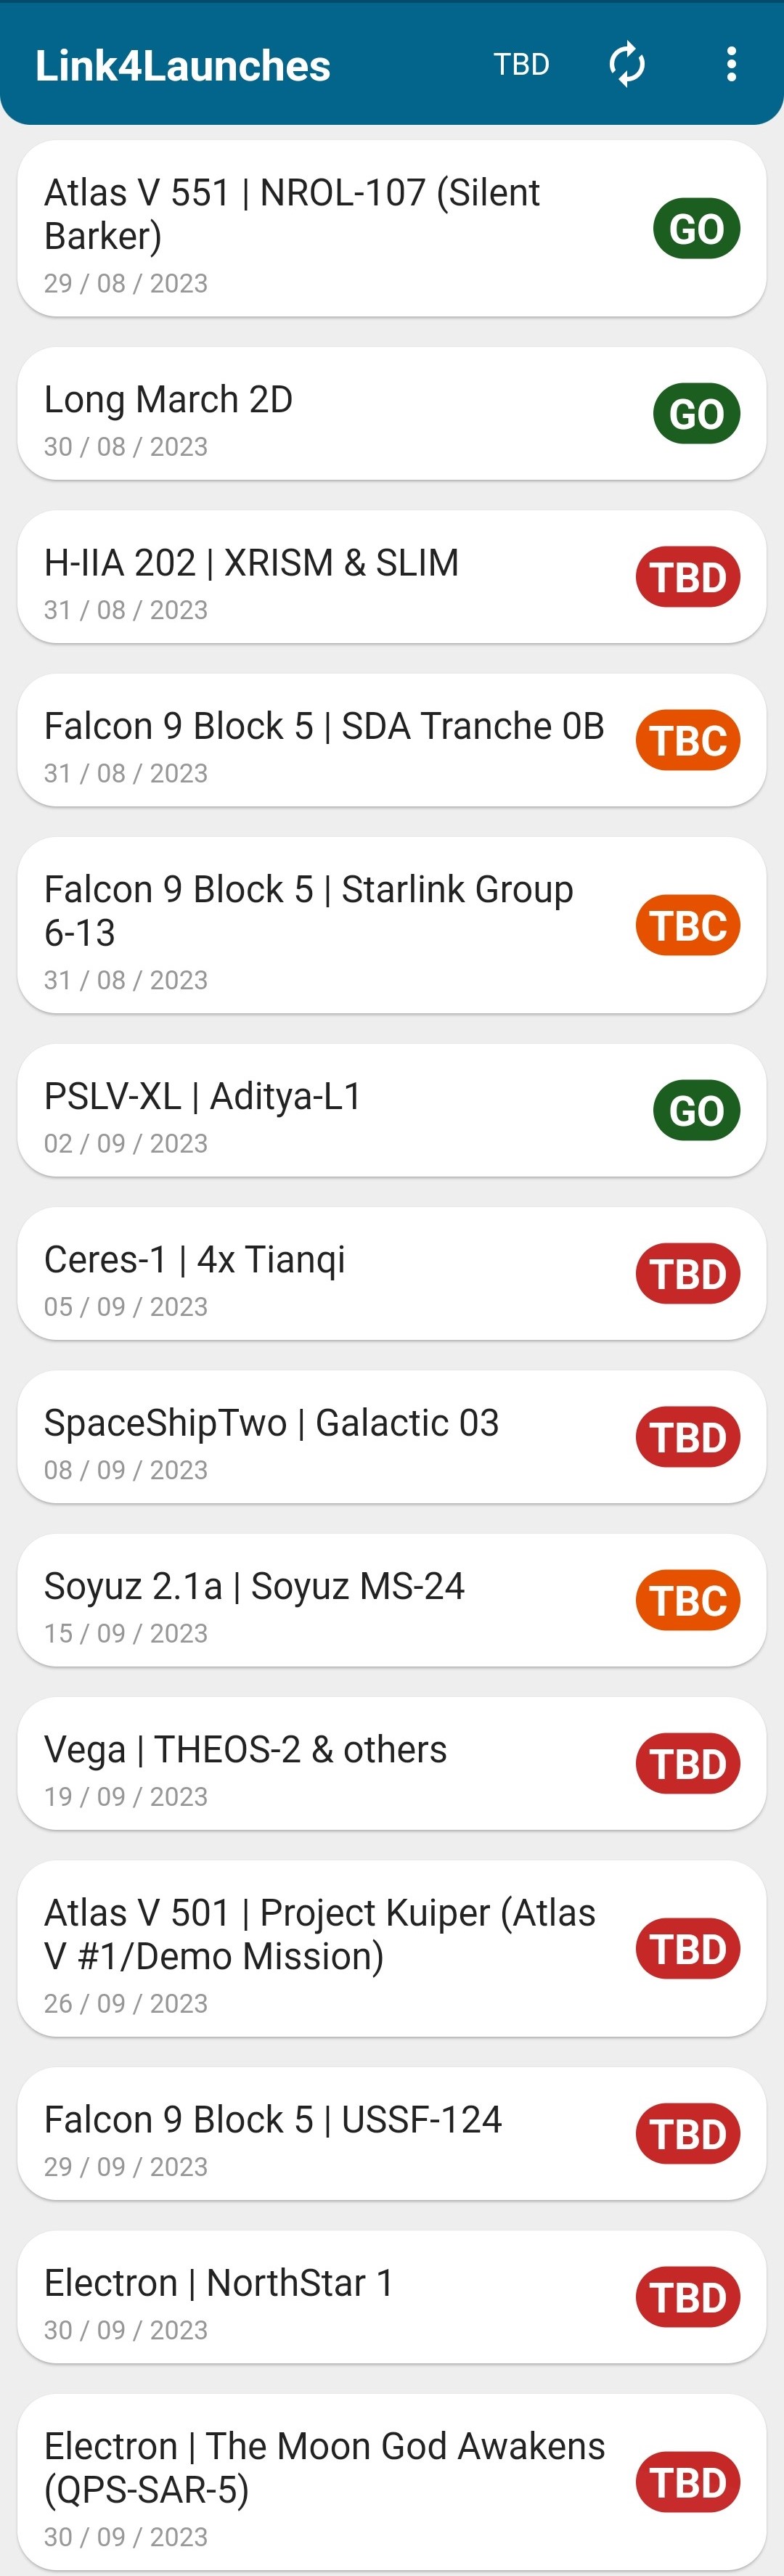 Link4Launches TBD
Atlas V 551 | NROL-107 (Silent
Barker)
GO
29 / 08 / 2023
Long March 2D
GO
30 / 08 / 2023
H-IIA 202 | XRISM & SLIM
TBD
31 / 08 / 2023
Falcon 9 Block 5 | SDA Tranche 0B
TBC
31 / 08 / 2023
Falcon 9 Block 5 | Starlink Group
6-13
TBC
31 / 08 / 2023
PSLV-XL | Aditya-L1
GO
02 / 09 / 2023
Ceres-1 | 4x Tianqi
TBD
05 / 09 / 2023
SpaceShipTwo | Galactic 03
TBD
08 / 09 / 2023
Soyuz 2.1a | Soyuz MS-24
TBC
15 / 09 / 2023
Vega | THEOS-2 & others
TBD
19 / 09 / 2023
Atlas V 501 | Project Kuiper (Atlas
V #1/Demo Mission)
TBD
26 / 09 / 2023
Falcon 9 Block 5 | USSF-124
TBD
29 / 09 / 2023
Electron | NorthStar 1
TBD
30 / 09 / 2023
Electron | The Moon God Awakens
(QPS-SAR-5)
TBD
30 / 09 / 2023